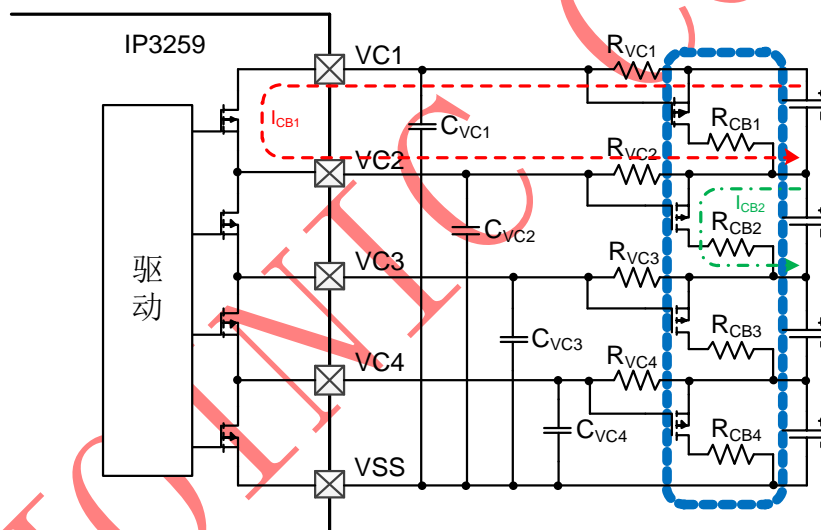 IP3259
VC1
RVC1
ICB1
CVC1
RCB1
VC2
RVC2
ICB2
CVC2
RCB2
驱动
VC3
RVC3
CVC3
RCB3
VC4
RVC4
CVC4
RCB4
VSS